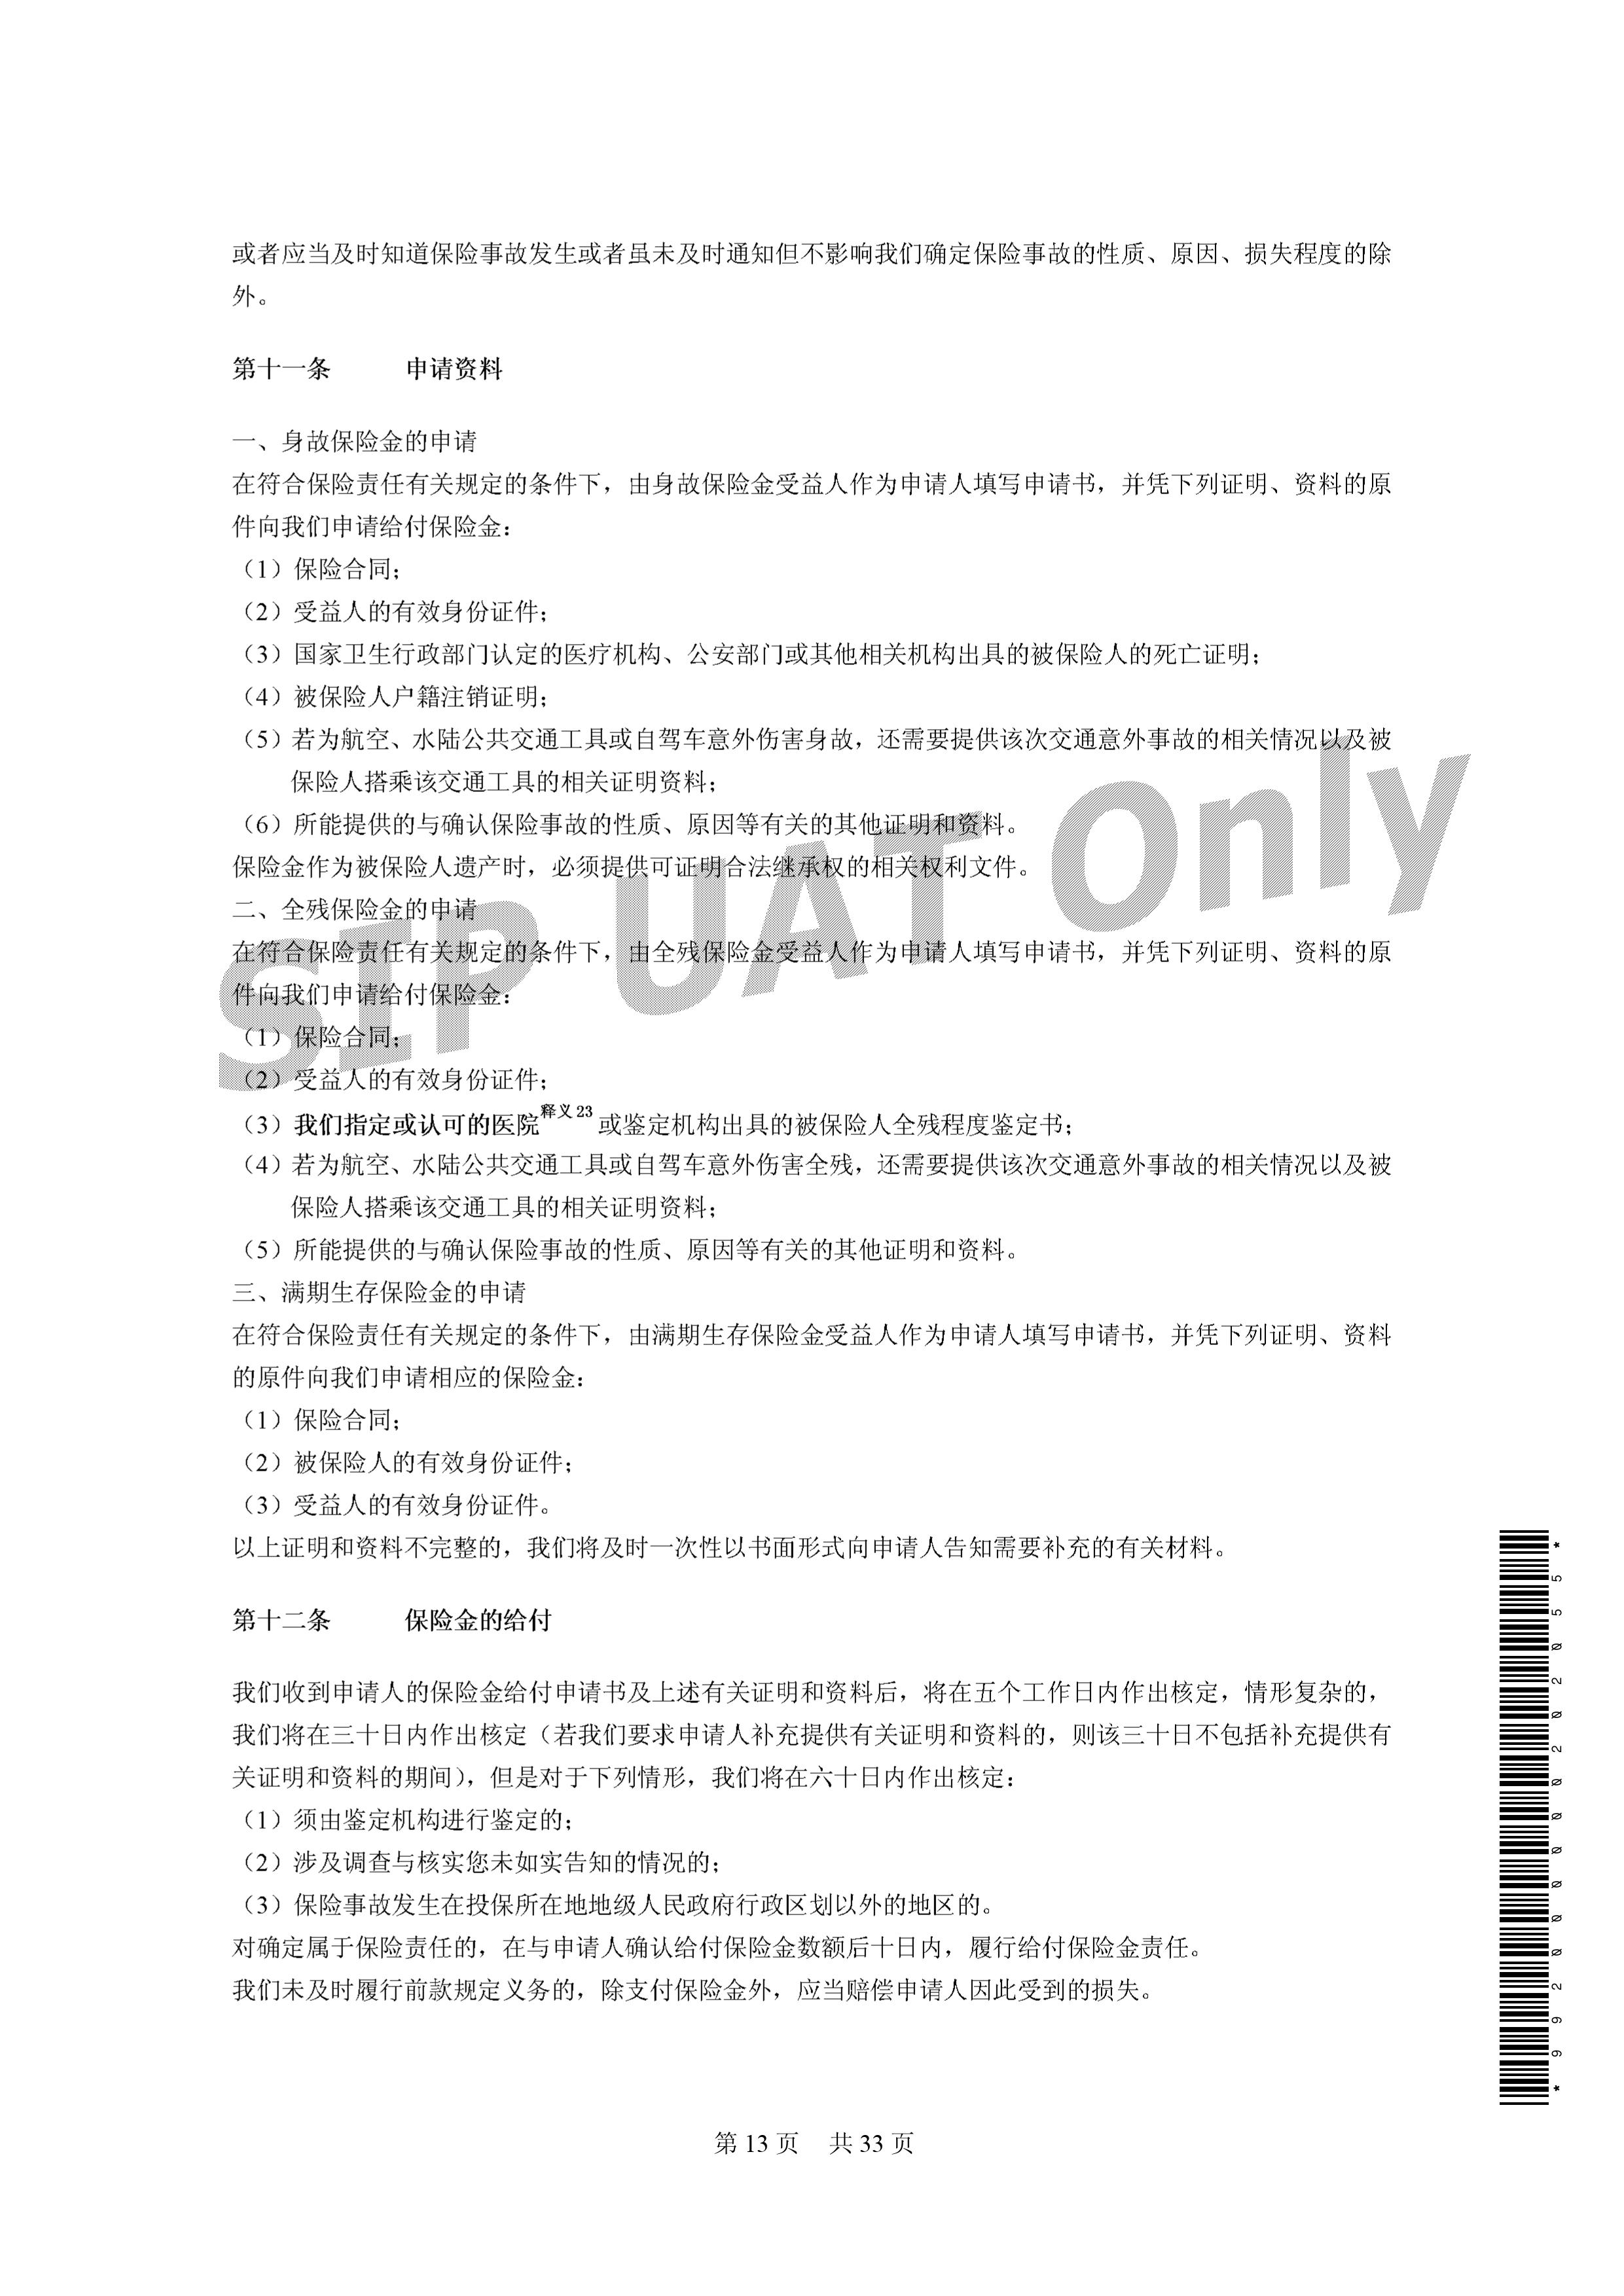 或者应当及时知道保险事故发生或者虽未及时通知但不影响我们确定保险事故的性质、原因、损失程度的除
外。
第十一条 申请资料
一、身故保险金的申请
在符合保险责任有关规定的条件下，由身故保险金受益人作为申请人填写申请书，并凭下列证明、资料的原
件向我们申请给付保险金：
（1）保险合同；
（2）受益人的有效身份证件；
（3）国家卫生行政部门认定的医疗机构、公安部门或其他相关机构出具的被保险人的死亡证明；
（4）被保险人户籍注销证明；
（5）若为航空、水陆公共交通工具或自驾车意外伤害身故，还需要提供该次交通意外事故的相关情况以及被
保险人搭乘该交通工具的相关证明资料；
（6）所能提供的与确认保险事故的性质、原因等有关的其他证明和资料。
保险金作为被保险人遗产时，必须提供可证明合法继承权的相关权利文件。
二、全残保险金的申请
在符合保险责任有关规定的条件下，由全残保险金受益人作为申请人填写申请书，并凭下列证明、资料的原
件向我们申请给付保险金：
（1）保险合同；
（2）受益人的有效身份证件；
（3）我们指定或认可的医院释义23 或鉴定机构出具的被保险人全残程度鉴定书；
（4）若为航空、水陆公共交通工具或自驾车意外伤害全残，还需要提供该次交通意外事故的相关情况以及被
保险人搭乘该交通工具的相关证明资料；
（5）所能提供的与确认保险事故的性质、原因等有关的其他证明和资料。
三、满期生存保险金的申请
在符合保险责任有关规定的条件下，由满期生存保险金受益人作为申请人填写申请书，并凭下列证明、资料
的原件向我们申请相应的保险金：
（1）保险合同；
（2）被保险人的有效身份证件；
（3）受益人的有效身份证件。
以上证明和资料不完整的，我们将及时一次性以书面形式向申请人告知需要补充的有关材料。
第十二条 保险金的给付
我们收到申请人的保险金给付申请书及上述有关证明和资料后，将在五个工作日内作出核定，情形复杂的，
我们将在三十日内作出核定（若我们要求申请人补充提供有关证明和资料的，则该三十日不包括补充提供有
关证明和资料的期间），但是对于下列情形，我们将在六十日内作出核定：
（1）须由鉴定机构进行鉴定的；
（2）涉及调查与核实您未如实告知的情况的；
（3）保险事故发生在投保所在地地级人民政府行政区划以外的地区的。
对确定属于保险责任的，在与申请人确认给付保险金数额后十日内，履行给付保险金责任。
我们未及时履行前款规定义务的，除支付保险金外，应当赔偿申请人因此受到的损失。
SIP UAT Only
*99200000202055*
第 13 页 共 33 页